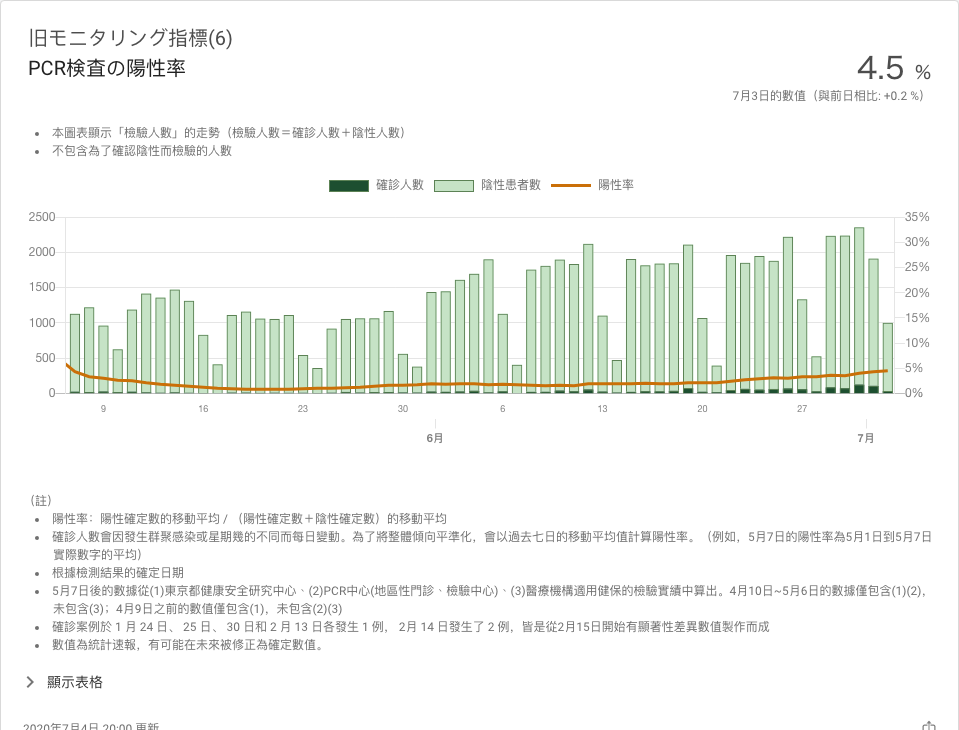 旧モニタリング指標(6)
PCR検査の陽性率
4.5 %
7月3日的數值（與前日相比: +0.2 %）
本圖表顯示「檢驗人數」的走勢（檢驗人數＝確診人數＋陰性人數）
不包含為了確認陰性而檢驗的人數
確診人數 陰性患者數 陽性率
2500 35%
30%
2000
25%
1500 20%
1000 15%
10%
500
5%
0 0%
9 16 23 30 6 13 20 27
6月 7月
（註）
陽性率：陽性確定數的移動平均 / （陽性確定數＋陰性確定數）的移動平均
確診人數會因發生群聚感染或星期幾的不同而每日變動。為了將整體傾向平準化，會以過去七日的移動平均值計算陽性率。（例如，5月7日的陽性率為5月1日到5月7日
實際數字的平均）
根據檢測結果的確定日期
5月7日後的數據從(1)東京都健康安全研究中心、(2)PCR中心(地區性門診、檢驗中心)、(3)醫療機構適用健保的檢驗實績中算出。4月10日~5月6日的數據僅包含(1)(2)，
未包含(3)；4月9日之前的數值僅包含(1)，未包含(2)(3)
確診案例於 1 月 24 日、 25 日、 30 日和 2 月 13 日各發生 1 例， 2月 14 日發生了 2 例，皆是從2月15日開始有顯著性差異數值製作而成
數值為統計速報，有可能在未來被修正為確定數值。
顯示表格
2020年7月4日 20:00 更新